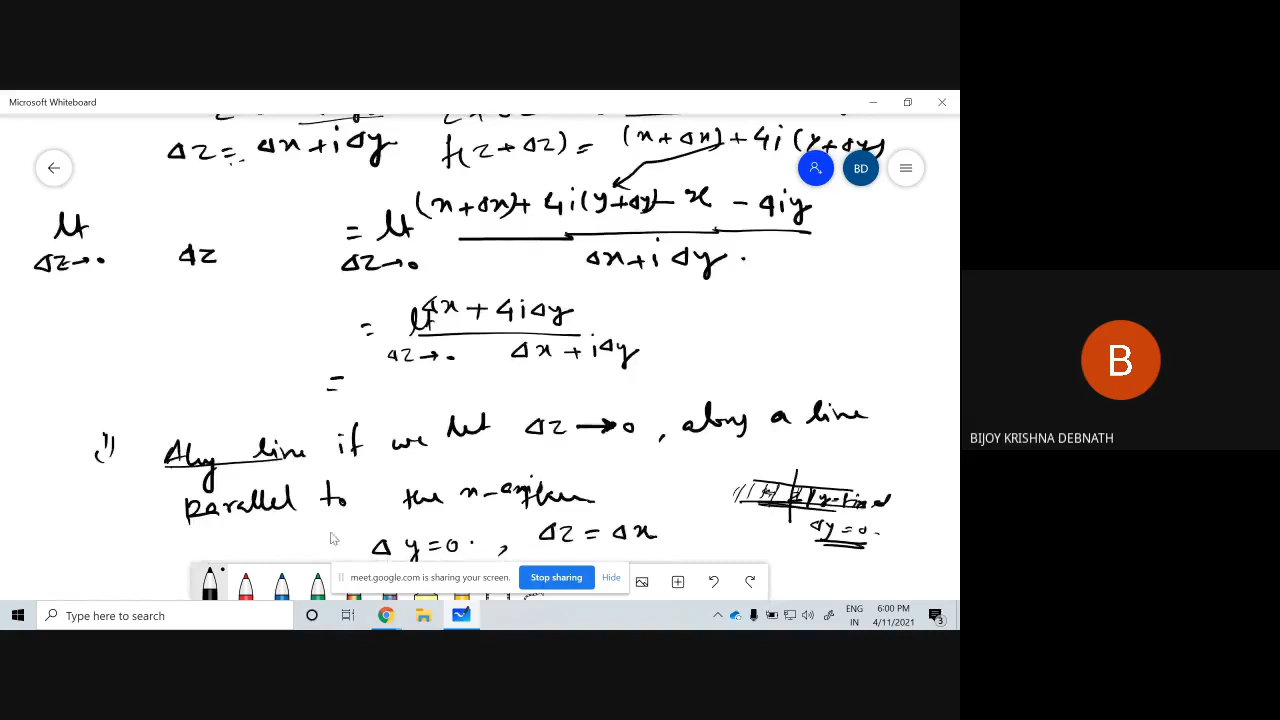 Microsoft Whiteboard
Δz = Δx + iΔy f(z + Δz) = (x + Δx) + 4i(y + Δy)
BD
lt Δz→0 Δz = lt Δz→0 (x + Δx) + 4i(y + Δy) - x - 4iy
Δx + iΔy .
= lt Δz→0 Δx + 4iΔy
Δx + iΔy
=
line if we let Δz → 0, along a line
parallel to the x-axis then
Δy = 0 .
Δy = 0 . , Δz = Δx
meet.google.com is sharing your screen. Stop sharing Hide
Type here to search
ENG
IN
6:00 PM
4/11/2021
3
B
BIJOY KRISHNA DEBNATH